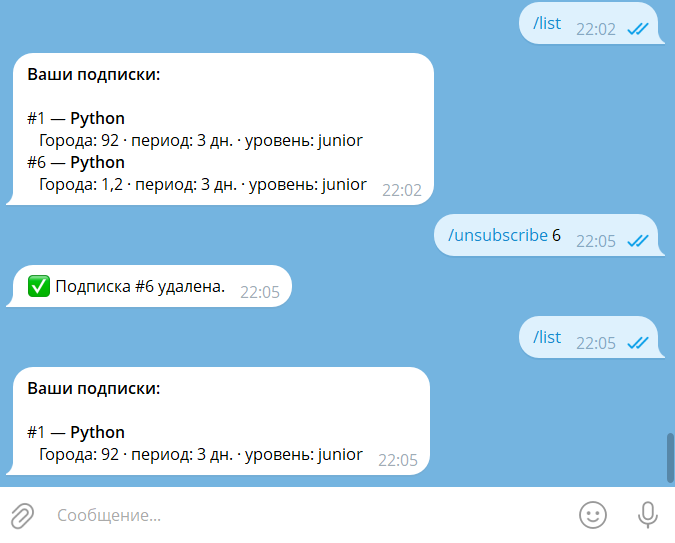 /list 22:02
Ваши подписки:
#1 — Python
Города: 92 · период: 3 дн. · уровень: junior
#6 — Python
Города: 1,2 · период: 3 дн. · уровень: junior 22:02
/unsubscribe 6 22:05
✅ Подписка #6 удалена. 22:05
/list 22:05
Ваши подписки:
#1 — Python
Города: 92 · период: 3 дн. · уровень: junior 22:05
Сообщение...